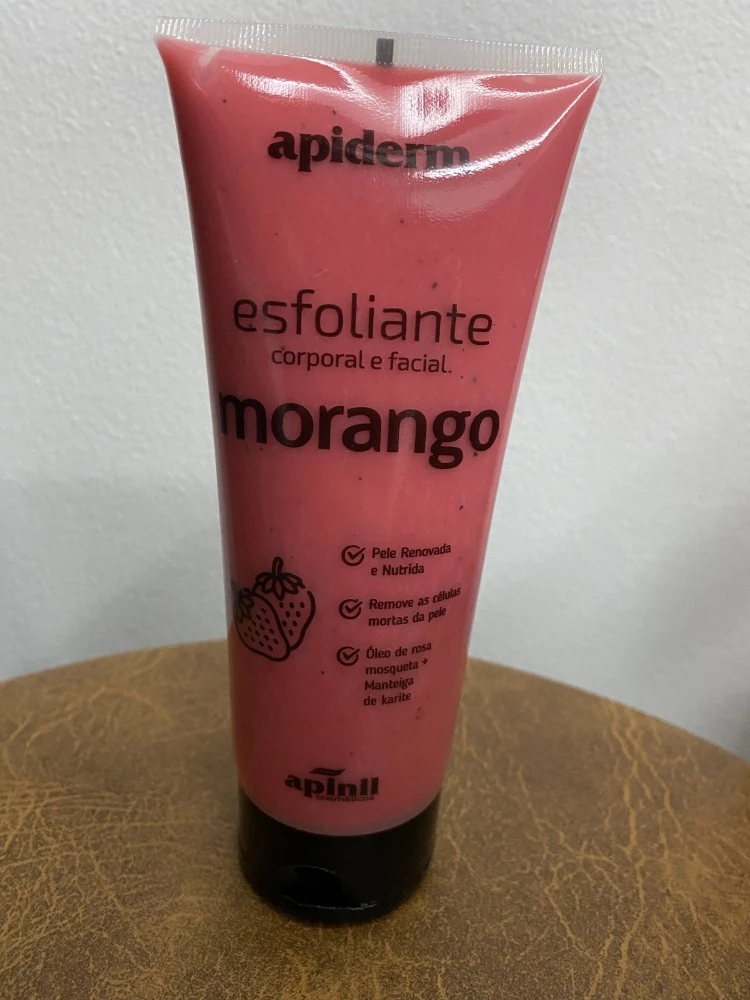 apiderm
esfoliante
corporal e facial.
morango
Pele Renovada
e Nutrida
Remove as células
mortas da pele
Óleo de rosa
mosqueta +
Manteiga
de karite
apinil
cosméticos